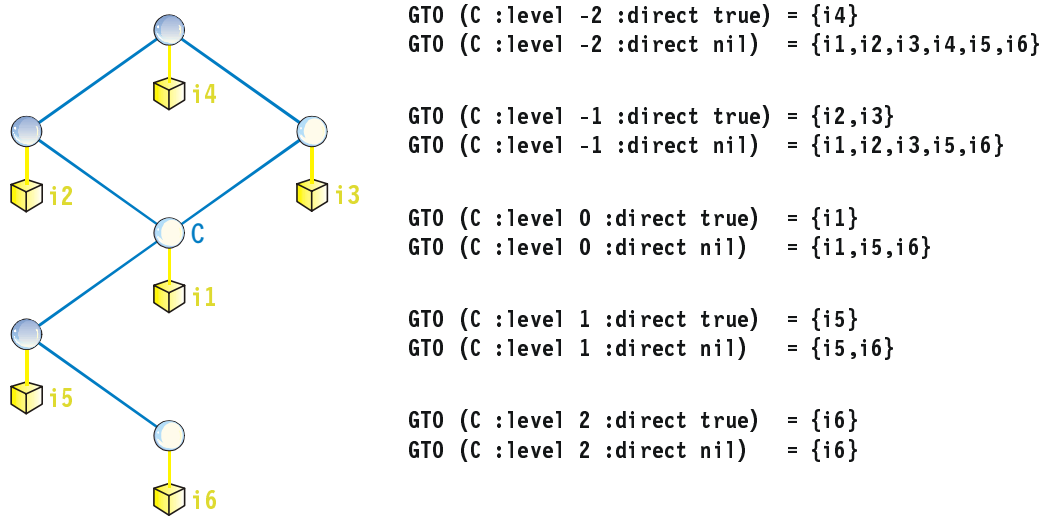 GTO (C :level -2 :direct true) = {i4}
GTO (C :level -2 :direct nil) = {i1,i2,i3,i4,i5,i6}
i4
GTO (C :level -1 :direct true) = {i2,i3}
GTO (C :level -1 :direct nil) = {i1,i2,i3,i5,i6}
i2
i3
C
GTO (C :level 0 :direct true) = {i1}
GTO (C :level 0 :direct nil) = {i1,i5,i6}
i1
GTO (C :level 1 :direct true) = {i5}
GTO (C :level 1 :direct nil) = {i5,i6}
i5
GTO (C :level 2 :direct true) = {i6}
GTO (C :level 2 :direct nil) = {i6}
i6